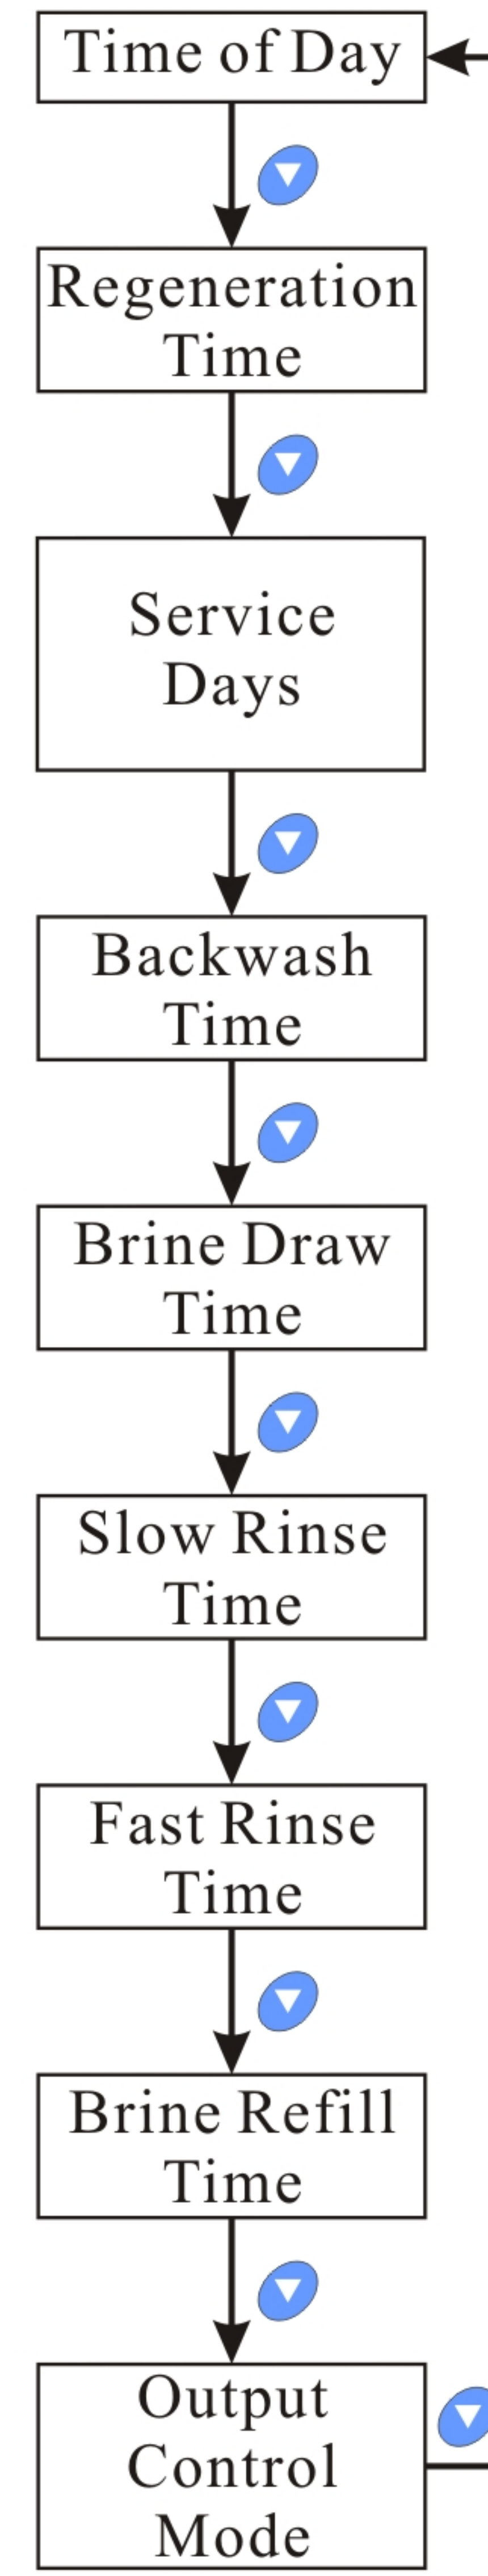 Time of Day
Regeneration
Time
Service
Days
Backwash
Time
Brine Draw
Time
Slow Rinse
Time
Fast Rinse
Time
Brine Refill
Time
Output
Control
Mode